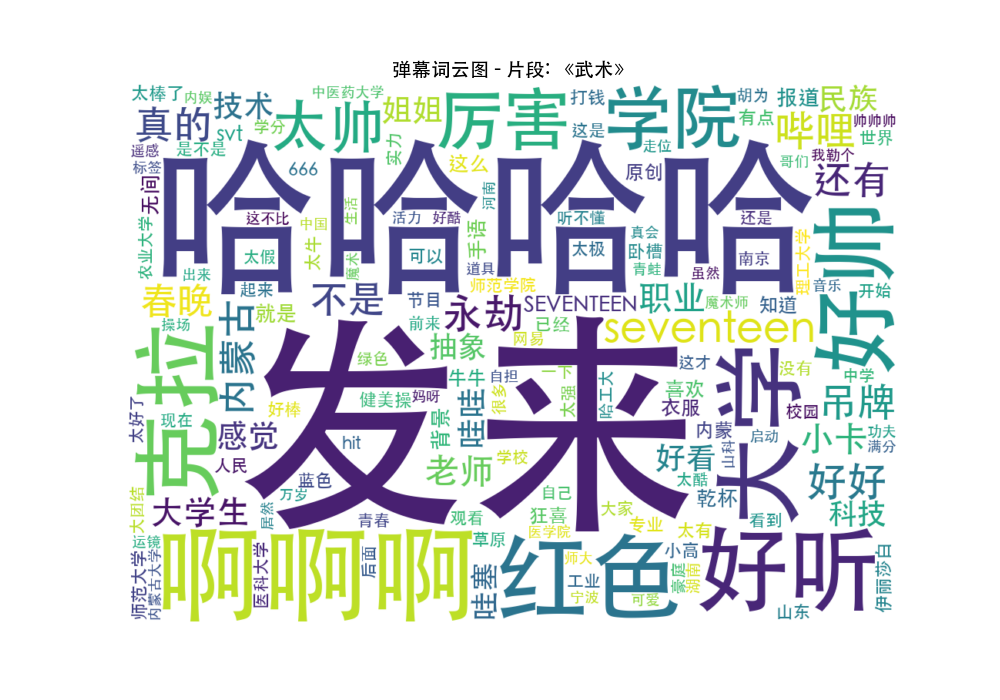 弹幕词云图 - 片段: 《武术》
太棒了 内娱 技术 中医药大学 太帅 姐姐 厉害 打钱 学院 胡为 报道 民族
真的 svt 学分 实力 这么 这是 走位 有点 哔哩 世界 帅帅帅
遥感 是不是 标签 无间 666 哈哈哈哈 原创 哥们 我勒个 还有
农业大学 这不比 中国 生活 活力 好酷 河南 听不懂 还是 好帅
太假 太牛 魔术 可以 手语 道具 太极 卧槽 真会 青蛙 虽然 南京 理工大学 音乐
出来 起来 春晚 就是 不是 节目 师范学院 永劫 SEVENTEEN 职业 魔术师 知道 开始
操场 克拉 内蒙古 前来 抽象 已经 网易 seventeen
绿色 发来 牛牛 自担 一下 这才 大学 没有 中学
太好了 现在 好棒 健美操 妈呀 很多 太强 哈工大 喜欢 衣服 校园 吊牌
感觉 hit 背景 哇哇 内蒙 山科 启动 小卡 功夫 满分
人民 蓝色 老师 学校 好看 太酷 好好
大学生 万岁 居然 自己 乾杯 科技
大团结 运镜 青春 观看 狂喜 大家 专业 太有 看到
师范大学 内蒙古大学 啊啊啊 医科大学 后面 草原 医学院 红色 师大 小高 好听 伊丽莎白
哇塞 工业 宁波 可爱 豪庭 湖南 山东